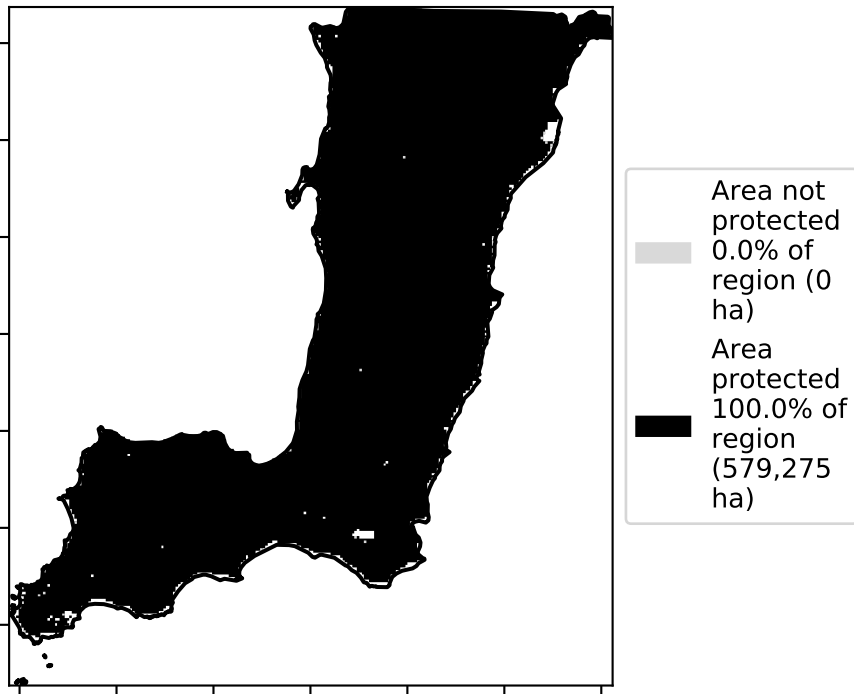 Area not
protected
0.0% of
region (0
ha)
Area
protected
100.0% of
region
(579,275
ha)